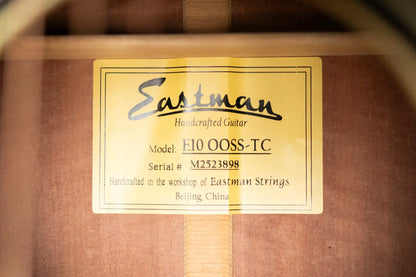 Eastman
Handcrafted Guitar
Model: E10 OOSS-TC
Serial # M2523898
Handcrafted in the workshop of Eastman Strings
Beijing, China